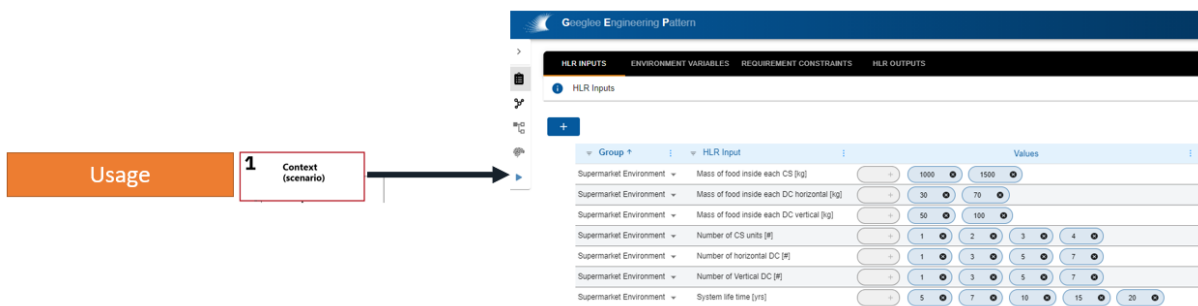 Geeglee Engineering Pattern
HLR INPUTS ENVIRONMENT VARIABLES REQUIREMENT CONSTRAINTS HLR OUTPUTS
HLR Inputs
+
Group HLR Input Values
Supermarket Environment Mass of food inside each CS [kg] + 1000 1500
Supermarket Environment Mass of food inside each DC horizontal [kg] + 30 70
Supermarket Environment Mass of food inside each DC vertical [kg] + 50 100
Supermarket Environment Number of CS units [#] + 1 2 3 4
Supermarket Environment Number of horizontal DC [#] + 1 3 5 7
Supermarket Environment Number of Vertical DC [#] + 1 3 5 7
Supermarket Environment System life time [yrs] + 5 7 10 15 20
Usage
1 Context
(scenario)